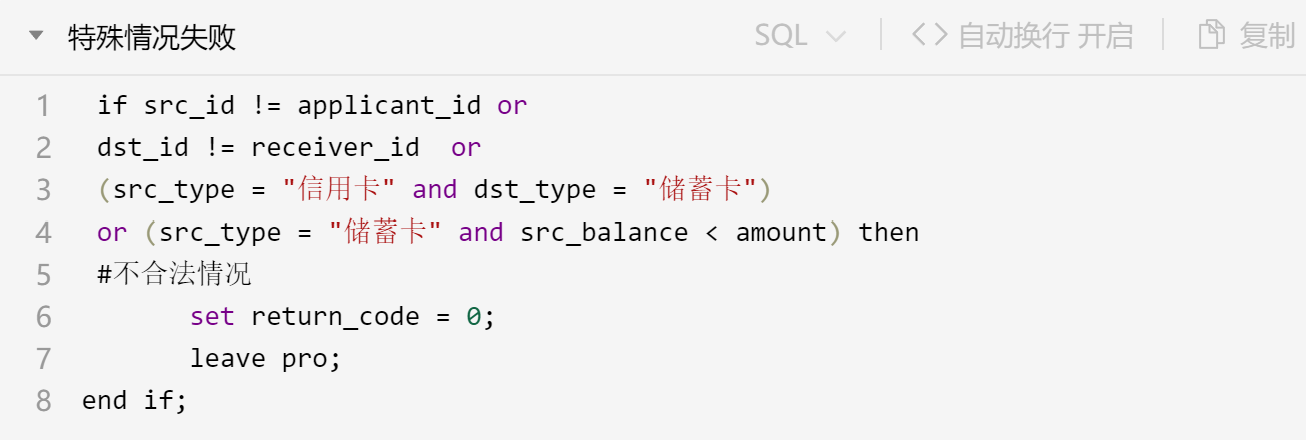 特殊情况失败 SQL 自动换行 开启 复制
1 if src_id != applicant_id or
2 dst_id != receiver_id  or
3 (src_type = "信用卡" and dst_type = "储蓄卡")
4 or (src_type = "储蓄卡" and src_balance < amount) then
5 #不合法情况
6 set return_code = 0;
7 leave pro;
8 end if;